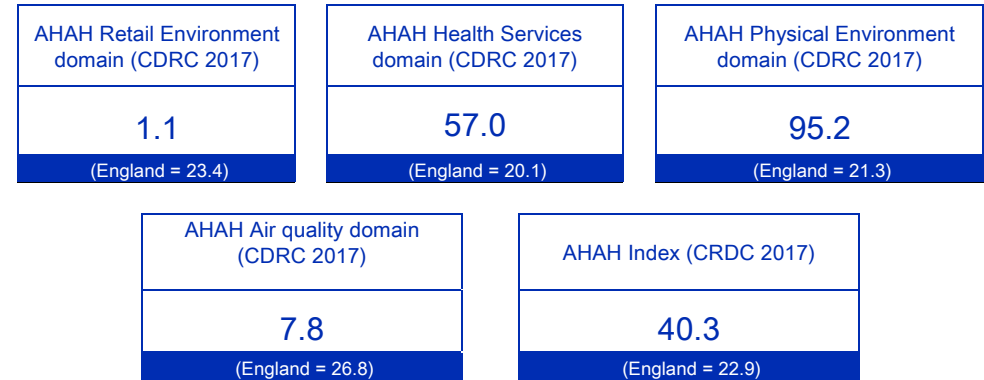 AHAH Retail Environment
domain (CDRC 2017)
1.1
(England = 23.4)
AHAH Health Services
domain (CDRC 2017)
57.0
(England = 20.1)
AHAH Physical Environment
domain (CDRC 2017)
95.2
(England = 21.3)
AHAH Air quality domain
(CDRC 2017)
7.8
(England = 26.8)
AHAH Index (CRDC 2017)
40.3
(England = 22.9)